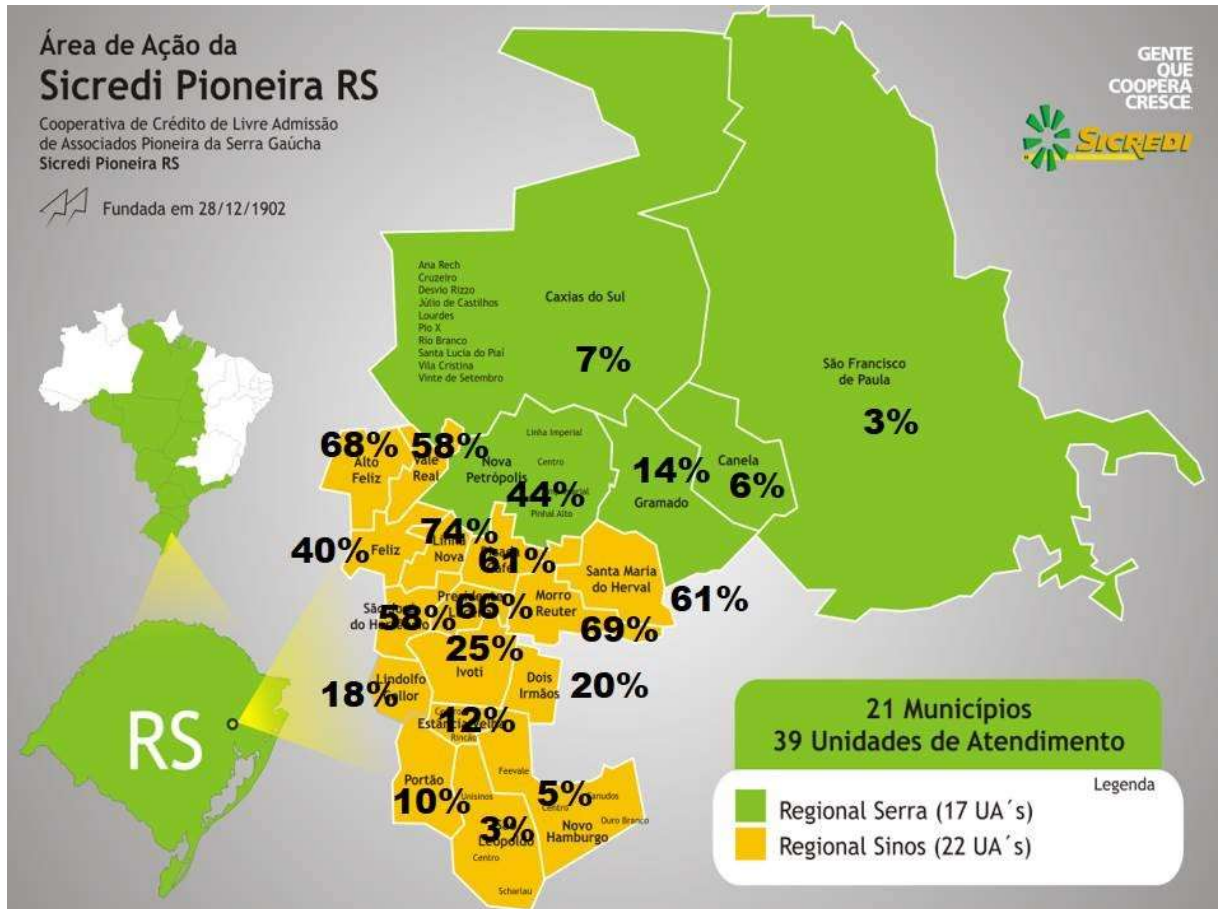 Área de Ação da
Sicredi Pioneira RS
Cooperativa de Crédito de Livre Admissão
de Associados Pioneira da Serra Gaúcha
Sicredi Pioneira RS
Fundada em 28/12/1902
GENTE
QUE
COOPERA
CRESCE
SICREDI
Ana Rech
Cruzeiro
Desvio Rizzo
Júlio de Castilhos
Lourdes
Pio X
Rio Branco
Santa Lucia do Piaí
Vila Cristina
Vinte de Setembro
Caxias do Sul
7%
São Francisco
de Paula
3%
68%
Alto
Feliz
58%
Vale
Real
Linha Imperial
Nova
Petrópolis
Centro
44%
Pinhal Alto
14%
Gramado
Canela
6%
40%
Feliz
74%
Linha
Nova
61%
Santa Maria
do Herval
61%
58%
66%
Morro
Reuter
69%
25%
Ivoti
18%
Lindolfo
Dois
Irmãos
20%
12%
Rincão
Portão
10%
Feevale
Unisinos
3%
Leopoldo
Centro
Scharlau
5%
Centro
Novo
Hamburgo
Ouro Branco
RS
21 Municípios
39 Unidades de Atendimento
Legenda
Regional Serra (17 UA´s)
Regional Sinos (22 UA´s)